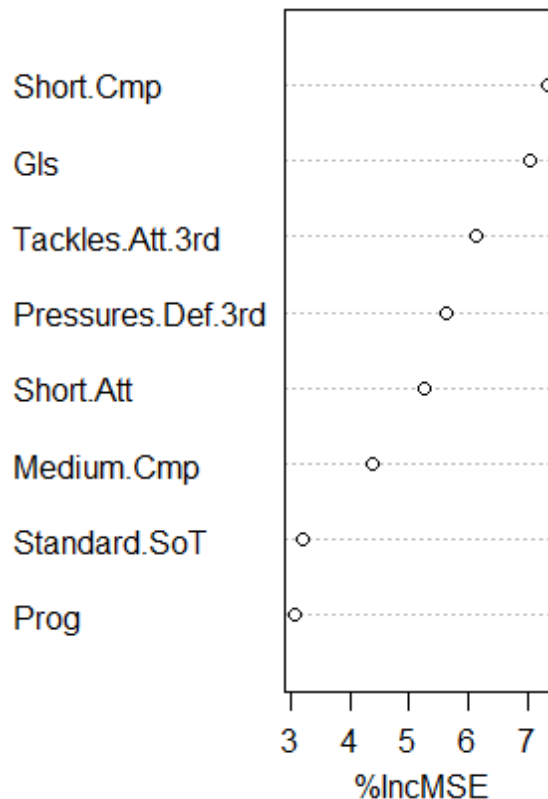 Short.Cmp
Gls
Tackles.Att.3rd
Pressures.Def.3rd
Short.Att
Medium.Cmp
Standard.SoT
Prog
3 4 5 6 7
%IncMSE